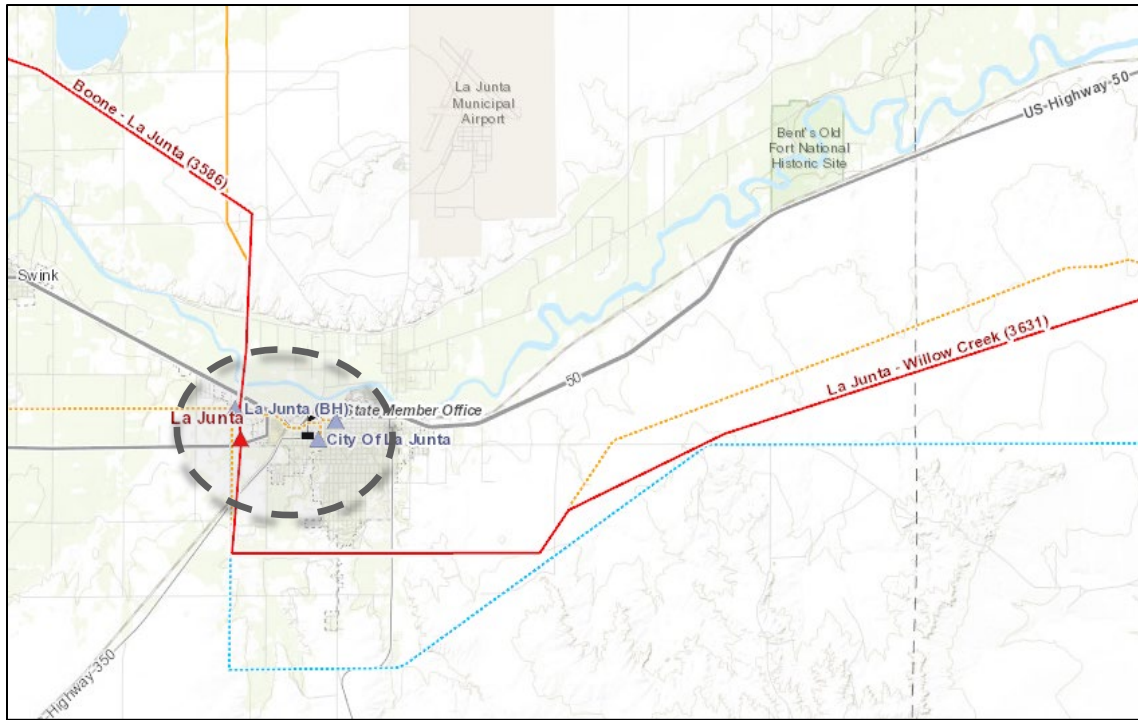 Boone - La Junta (3586)
La Junta
Municipal
Airport
Bent's Old
Fort National
Historic Site
US-Highway-50
Swink
La Junta - Willow Creek (3631)
50
La Junta (BH)
State Member Office
La Junta
City Of La Junta
-Highway-350